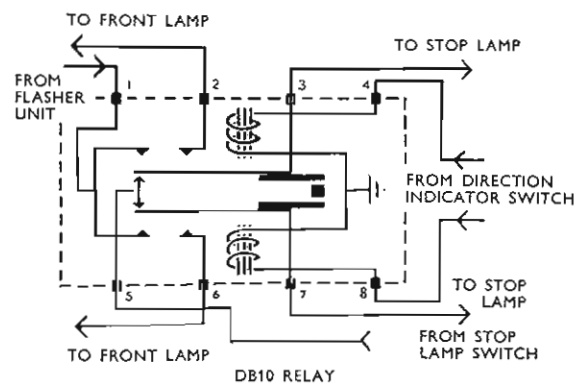 TO FRONT LAMP
TO STOP LAMP
FROM
FLASHER
UNIT
1
2
3
4
FROM DIRECTION
INDICATOR SWITCH
5
6
7
8
TO STOP
LAMP
TO FRONT LAMP
FROM STOP
LAMP SWITCH
DB10 RELAY